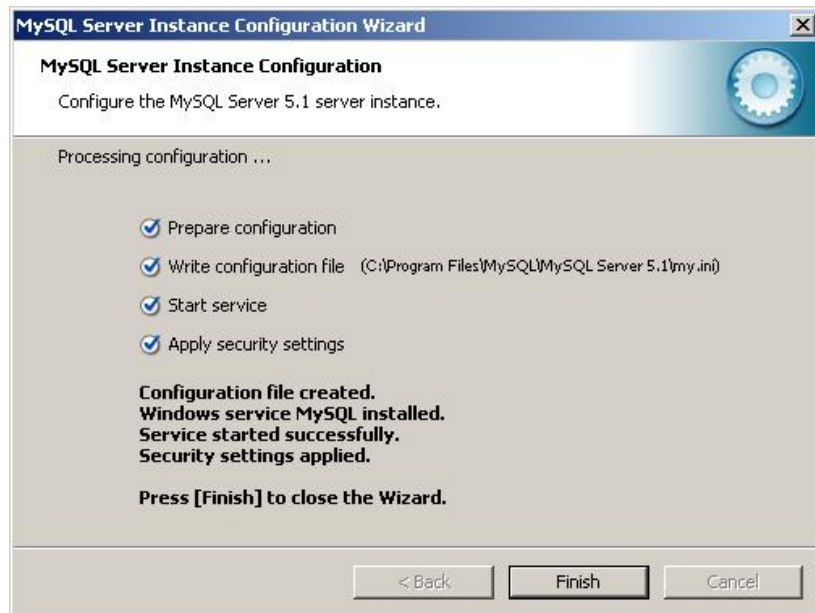 MySQL Server Instance Configuration Wizard
MySQL Server Instance Configuration
Configure the MySQL Server 5.1 server instance.
Processing configuration ...
Prepare configuration
Write configuration file (C:\Program Files\MySQL\MySQL Server 5.1\my.ini)
Start service
Apply security settings
Configuration file created.
Windows service MySQL installed.
Service started successfully.
Security settings applied.
Press [Finish] to close the Wizard.
< Back Finish Cancel